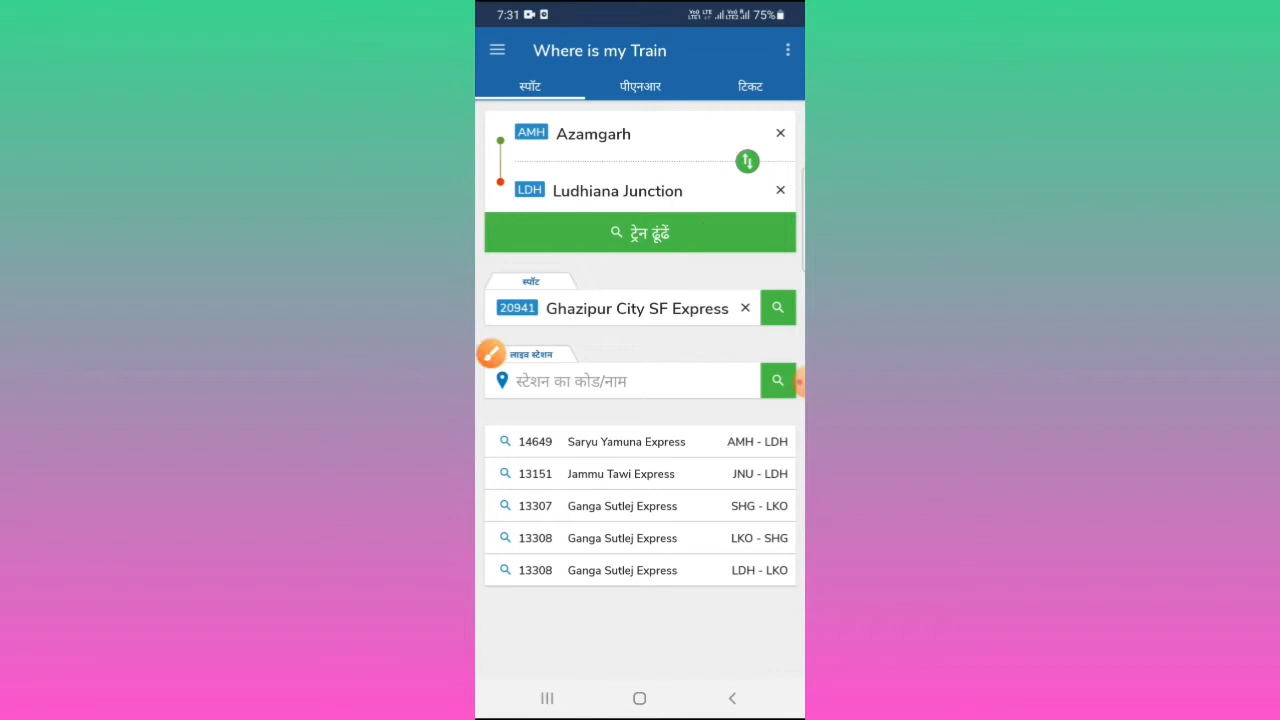 7:31 75%
Where is my Train
स्पॉट पीएनआर टिकट
AMH Azamgarh
LDH Ludhiana Junction
ट्रेन ढूंढें
स्पॉट
20941 Ghazipur City SF Express
लाइव स्टेशन
स्टेशन का कोड/नाम
14649 Saryu Yamuna Express AMH - LDH
13151 Jammu Tawi Express JNU - LDH
13307 Ganga Sutlej Express SHG - LKO
13308 Ganga Sutlej Express LKO - SHG
13308 Ganga Sutlej Express LDH - LKO